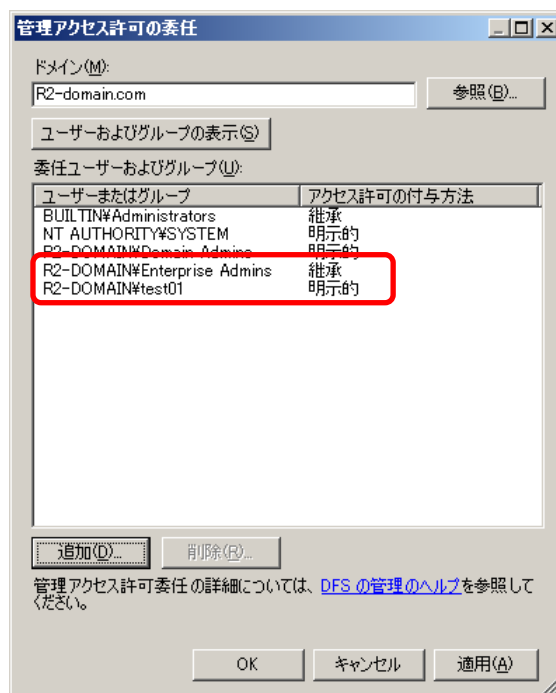 管理アクセス許可の委任
ドメイン(M):
R2-domain.com
参照(B)...
ユーザーおよびグループの表示(S)
委任ユーザーおよびグループ(U):
ユーザーまたはグループ アクセス許可の付与方法
BUILTIN¥Administrators 継承
NT AUTHORITY¥SYSTEM 明示的
R2-DOMAIN¥Domain Admins 明示的
R2-DOMAIN¥Enterprise Admins 継承
R2-DOMAIN¥test01 明示的
追加(D)... 削除(R)...
管理アクセス許可委任の詳細については、DFS の管理のヘルプを参照して
ください。
OK キャンセル 適用(A)